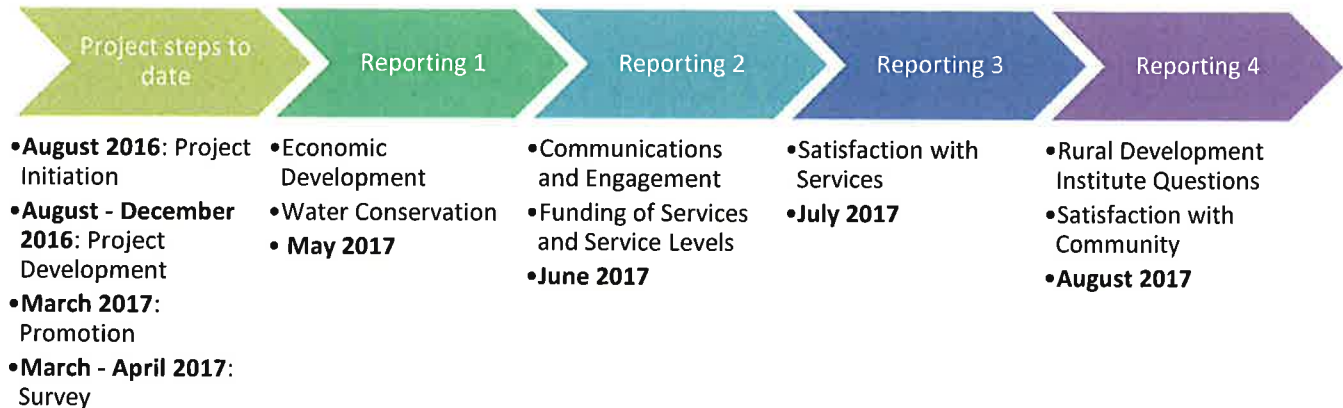 Project steps to
date
•August 2016: Project
Initiation
•August - December
2016: Project
Development
•March 2017:
Promotion
•March - April 2017:
Survey
Reporting 1
•Economic
Development
•Water Conservation
• May 2017
Reporting 2
•Communications
and Engagement
•Funding of Services
and Service Levels
•June 2017
Reporting 3
•Satisfaction with
Services
•July 2017
Reporting 4
•Rural Development
Institute Questions
•Satisfaction with
Community
•August 2017